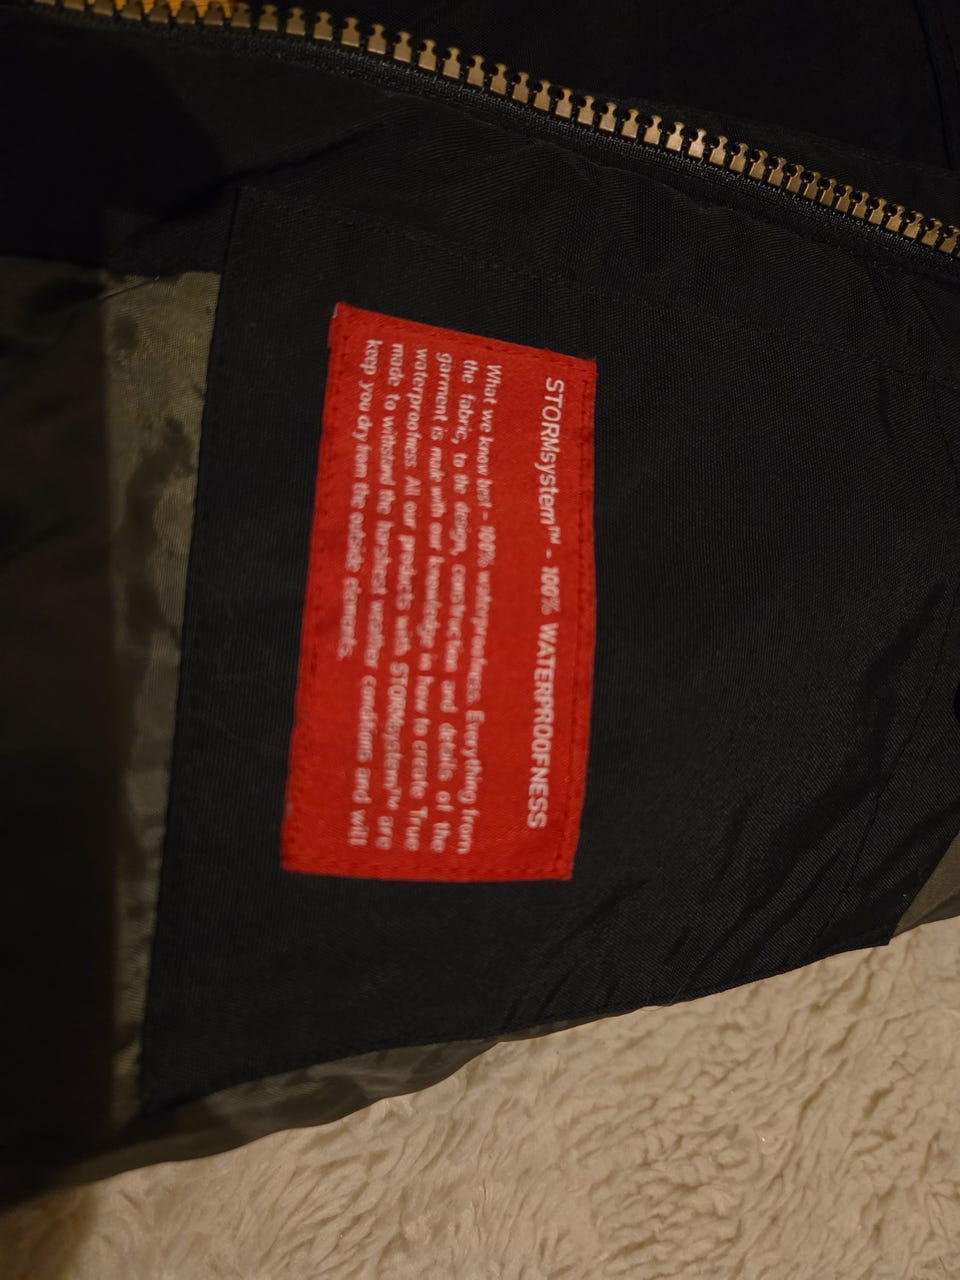 STORMsystem™ - 100% WATERPROOFNESS
What we know best - 100% waterproofness. Everything from
the fabric, to the design, construction and details of the
garment is made with our knowledge in how to create True
waterproofness. All our products with STORMsystem™ are
made to withstand the harshest weather conditions and will
keep you dry from the outside elements.